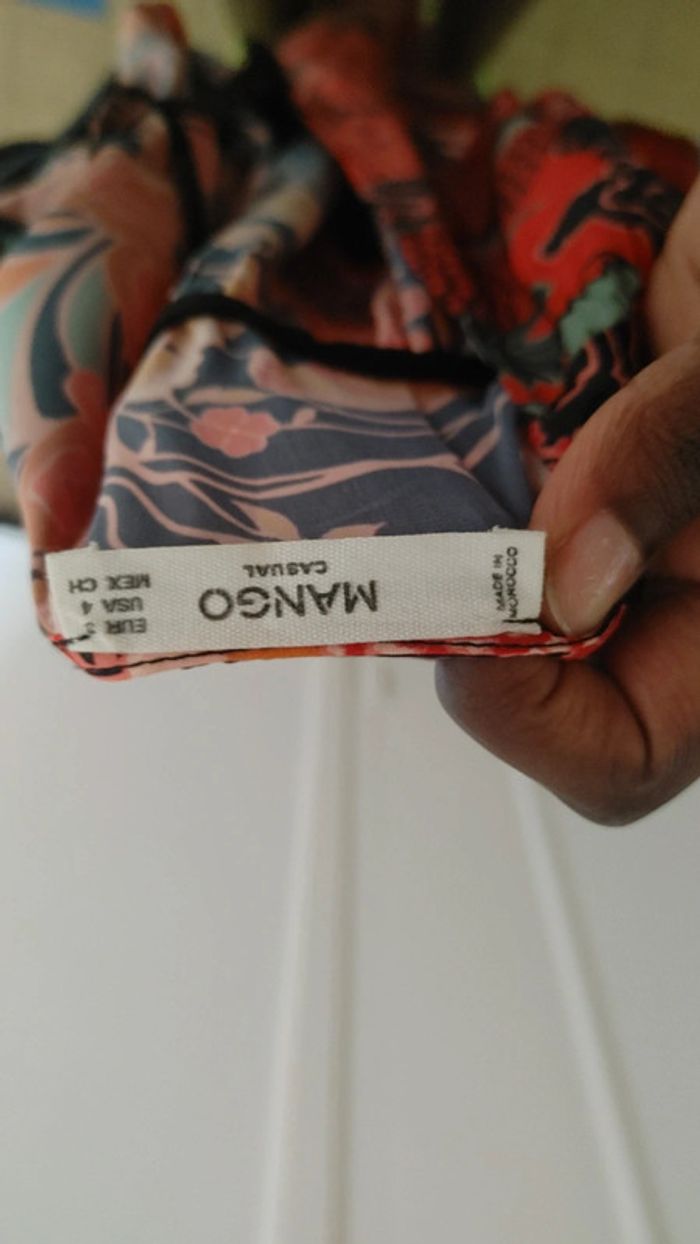 MANGO
CASUAL
EUR
USA 4
MEX CH
MADE IN
MOROCCO